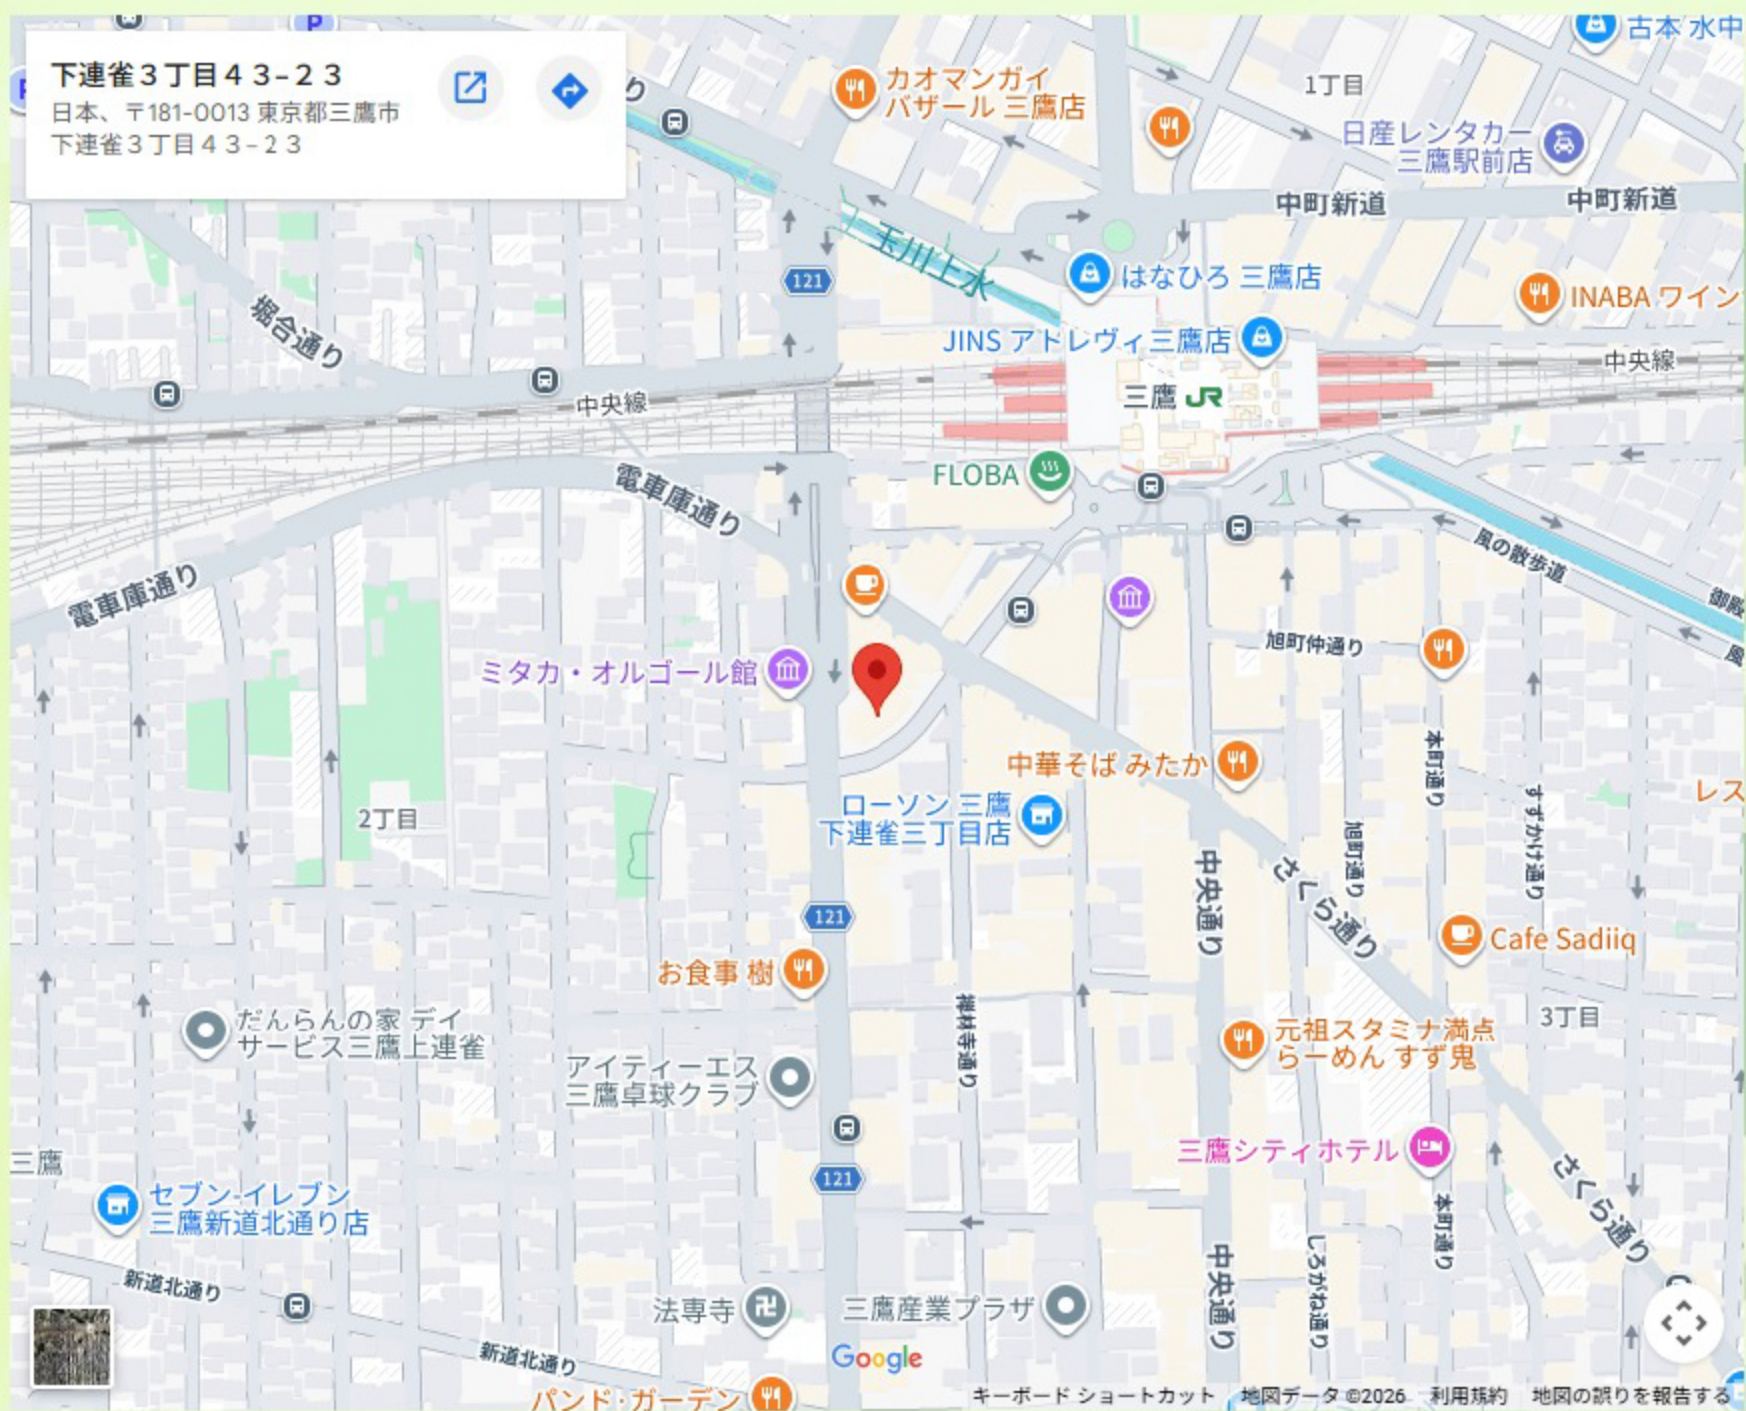 P
古本 水中
下連雀３丁目４３−２３
日本、〒181-0013 東京都三鷹市
下連雀３丁目４３−２３
り
カオマンガイ
バザール 三鷹店
1丁目
日産レンタカー
三鷹駅前店
中町新道
中町新道
121
玉川上水
はなひろ 三鷹店
INABA ワイン
堀合通り
JINS アトレヴィ三鷹店
中央線
三鷹 JR
中央線
FLOBA
電車庫通り
風の散歩道
電車庫通り
御殿
旭町仲通り
風
ミタカ・オルゴール館
本町通り
中華そば みたか
レス
すずかけ通り
2丁目
ローソン 三鷹
下連雀三丁目店
旭町通り
中央通り
さくら通り
121
Cafe Sadiiq
お食事 樹
だんらんの家 デイ
サービス三鷹上連雀
禅林寺通り
3丁目
元祖スタミナ満点
らーめん すず鬼
アイティーエス
三鷹卓球クラブ
三鷹
三鷹シティホテル
121
セブン-イレブン
三鷹新道北通り店
さくら通り
本町通り
しろがね通り
中央通り
新道北通り
法専寺
三鷹産業プラザ
新道北通り
Google
パンド・ガーデン
キーボード ショートカット 地図データ ©2026 利用規約 地図の誤りを報告する